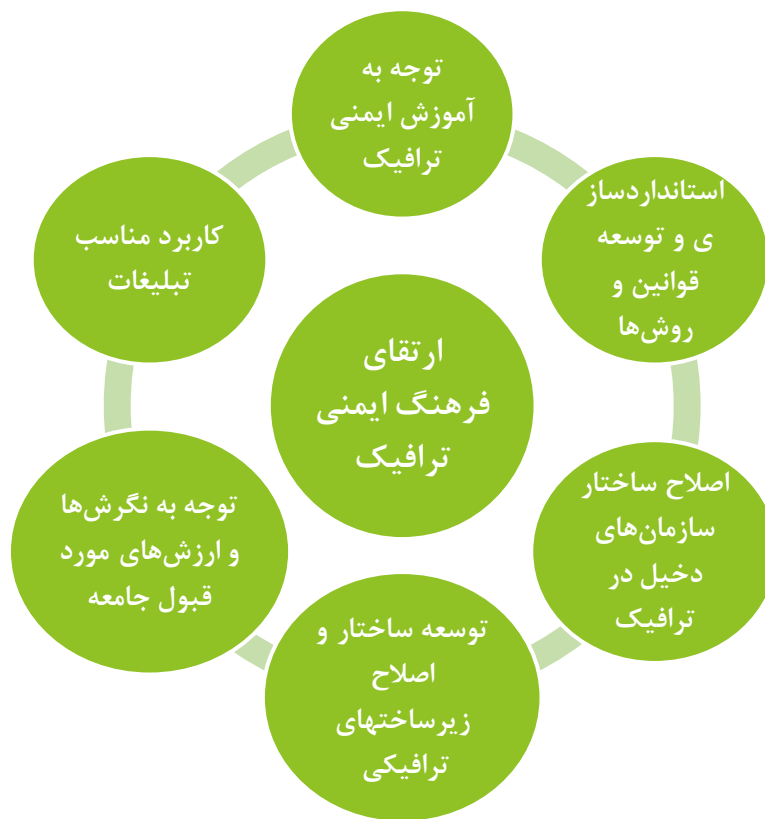 توجه به
آموزش ایمنی
ترافیک
استانداردساز
ی و توسعه
قوانین و
روش‌ها
اصلاح ساختار
سازمان‌های
دخیل در
ترافیک
توسعه ساختار و
اصلاح
زیرساختهای
ترافیکی
توجه به نگرش‌ها
و ارزش‌های مورد
قبول جامعه
کاربرد مناسب
تبلیغات
ارتقای
فرهنگ ایمنی
ترافیک